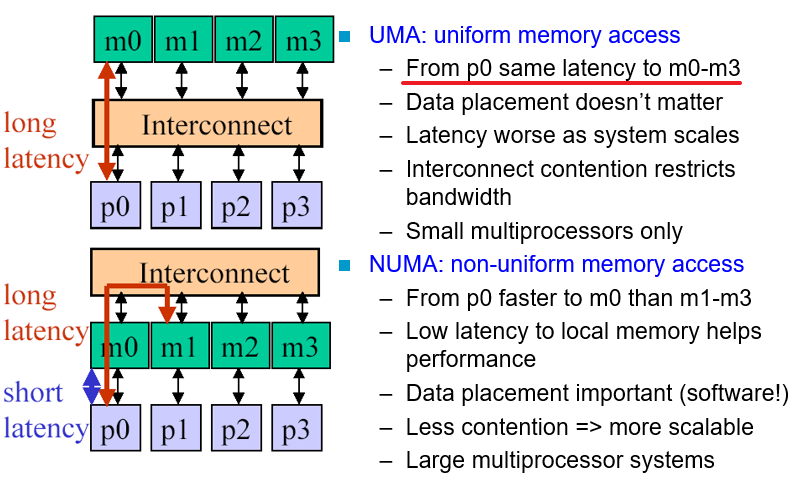 m0 m1 m2 m3
Interconnect
long
latency
p0 p1 p2 p3
UMA: uniform memory access
– From p0 same latency to m0-m3
– Data placement doesn’t matter
– Latency worse as system scales
– Interconnect contention restricts
bandwidth
– Small multiprocessors only
Interconnect
long
latency
m0 m1 m2 m3
short
latency
p0 p1 p2 p3
NUMA: non-uniform memory access
– From p0 faster to m0 than m1-m3
– Low latency to local memory helps
performance
– Data placement important (software!)
– Less contention => more scalable
– Large multiprocessor systems